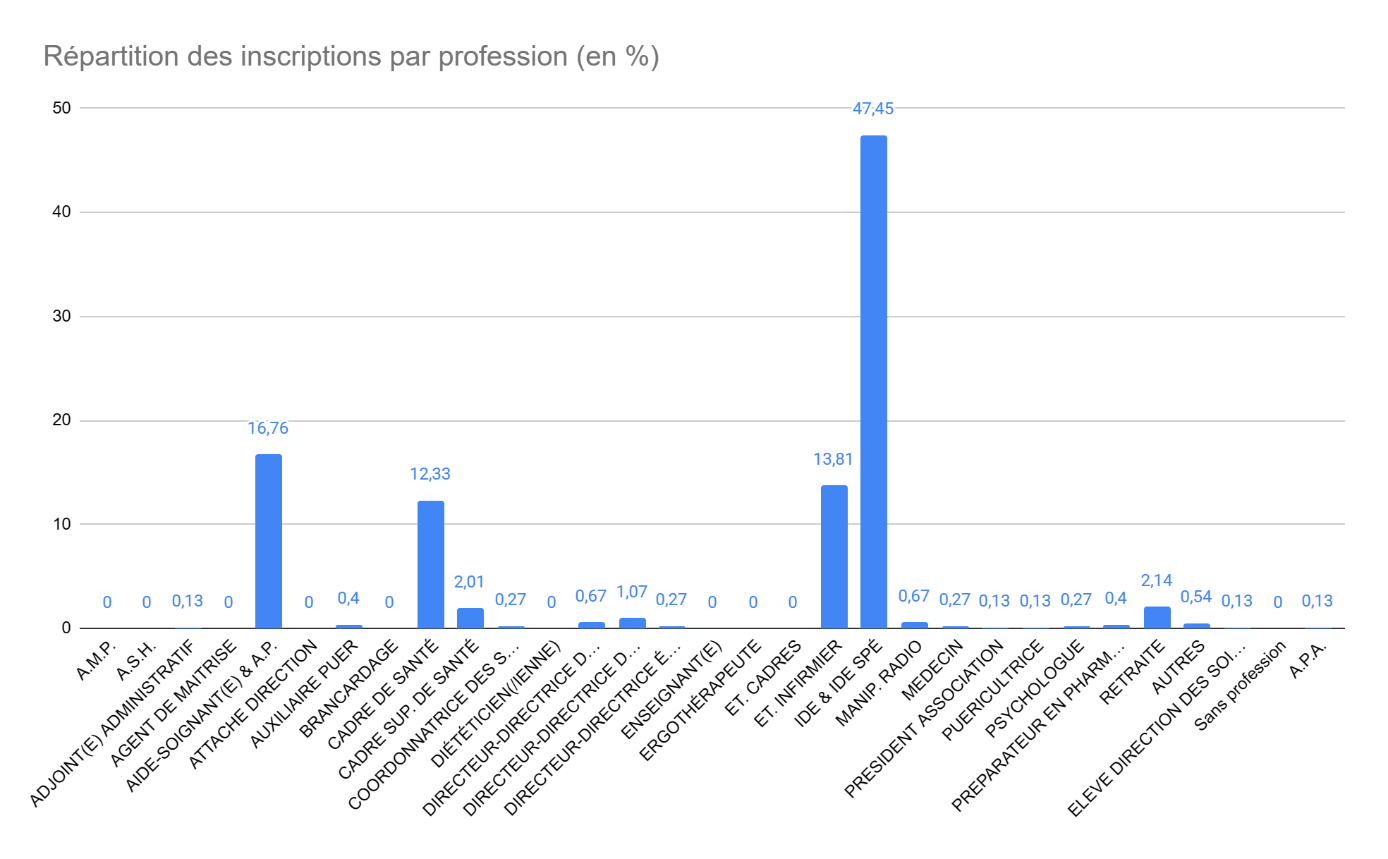 Répartition des inscriptions par profession (en %)
50
40
30
20
10
0
0
0
0,13
0
16,76
0
0,4
0
12,33
2,01
0,27
0
0,67
1,07
0,27
0
0
0
13,81
47,45
0,67
0,27
0,13
0,13
0,27
0,4
2,14
0,54
0,13
0
0,13
A.M.P.
A.S.H.
ADJOINT(E) ADMINISTRATIF
AGENT DE MAITRISE
AIDE-SOIGNANT(E) & A.P.
ATTACHE DIRECTION
AUXILIAIRE PUER
BRANCARDAGE
CADRE DE SANTÉ
CADRE SUP. DE SANTÉ
COORDONNATRICE DES S...
DIÉTÉTICIEN(/IENNE)
DIRECTEUR-DIRECTRICE D...
DIRECTEUR-DIRECTRICE D...
DIRECTEUR-DIRECTRICE É...
ENSEIGNANT(E)
ERGOTHÉRAPEUTE
ET. CADRES
ET. INFIRMIER
IDE & IDE SPÉ
MANIP. RADIO
MEDECIN
PRESIDENT ASSOCIATION
PUERICULTRICE
PSYCHOLOGUE
PREPARATEUR EN PHARM...
RETRAITE
AUTRES
ELEVE DIRECTION DES SOI...
Sans profession
A.P.A.